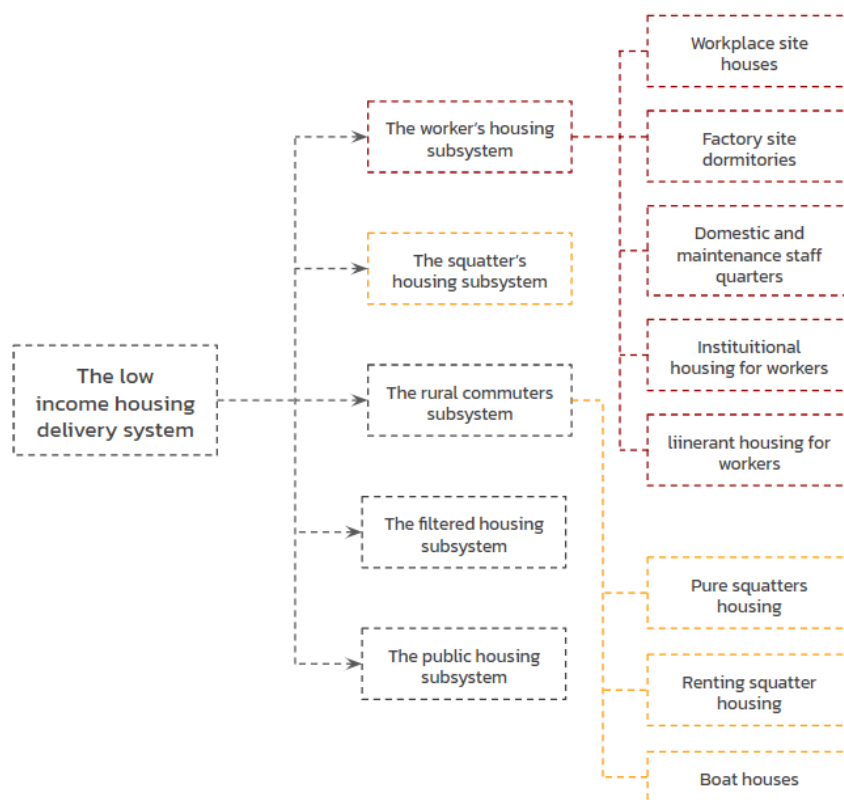 The low
income housing
delivery system
The worker's housing
subsystem
The squatter's
housing subsystem
The rural commuters
subsystem
The filtered housing
subsystem
The public housing
subsystem
Workplace site
houses
Factory site
dormitories
Domestic and
maintenance staff
quarters
Instituitional
housing for workers
liinerant housing for
workers
Pure squatters
housing
Renting squatter
housing
Boat houses